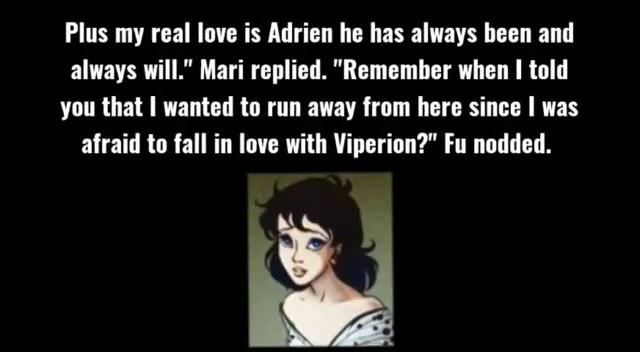 Plus my real love is Adrien he has always been and
always will." Mari replied. "Remember when I told
you that I wanted to run away from here since I was
afraid to fall in love with Viperion?" Fu nodded.